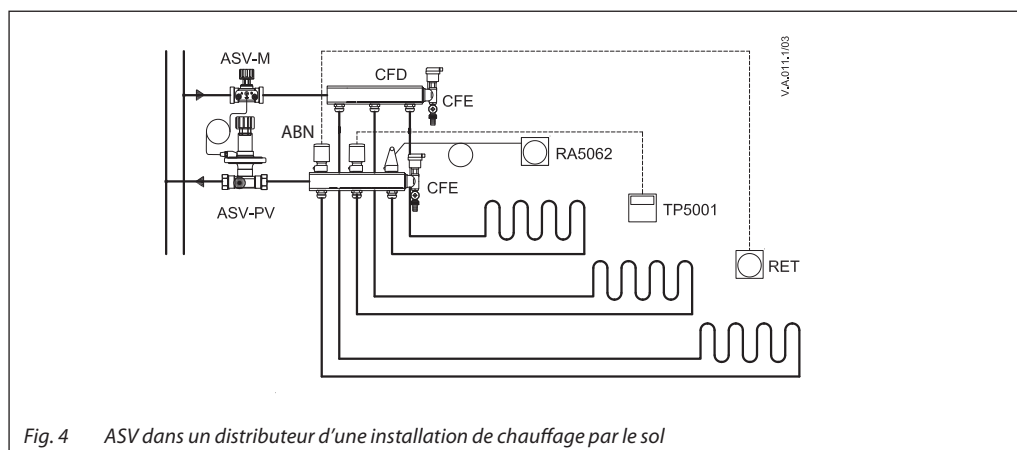 ASV-M
CFD
CFE
V.A.011.1/03
ABN
RA5062
CFE
ASV-PV
TP5001
RET
Fig. 4 ASV dans un distributeur d’une installation de chauffage par le sol